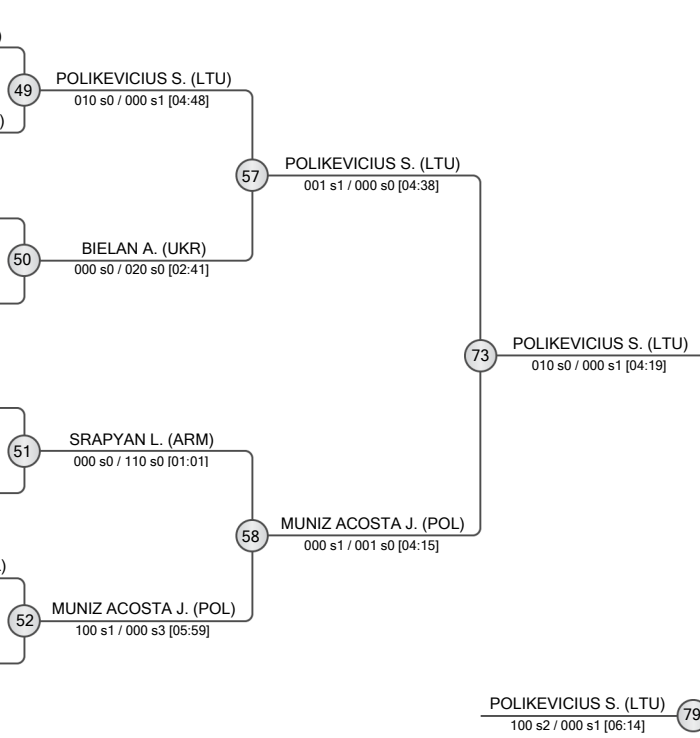 )
49
POLIKEVICIUS S. (LTU)
010 s0 / 000 s1 [04:48]
)
57
POLIKEVICIUS S. (LTU)
001 s1 / 000 s0 [04:38]
50
BIELAN A. (UKR)
000 s0 / 020 s0 [02:41]
73
POLIKEVICIUS S. (LTU)
010 s0 / 000 s1 [04:19]
51
SRAPYAN L. (ARM)
000 s0 / 110 s0 [01:01]
58
MUNIZ ACOSTA J. (POL)
000 s1 / 001 s0 [04:15]
.)
52
MUNIZ ACOSTA J. (POL)
100 s1 / 000 s3 [05:59]
POLIKEVICIUS S. (LTU)
100 s2 / 000 s1 [06:14]
79